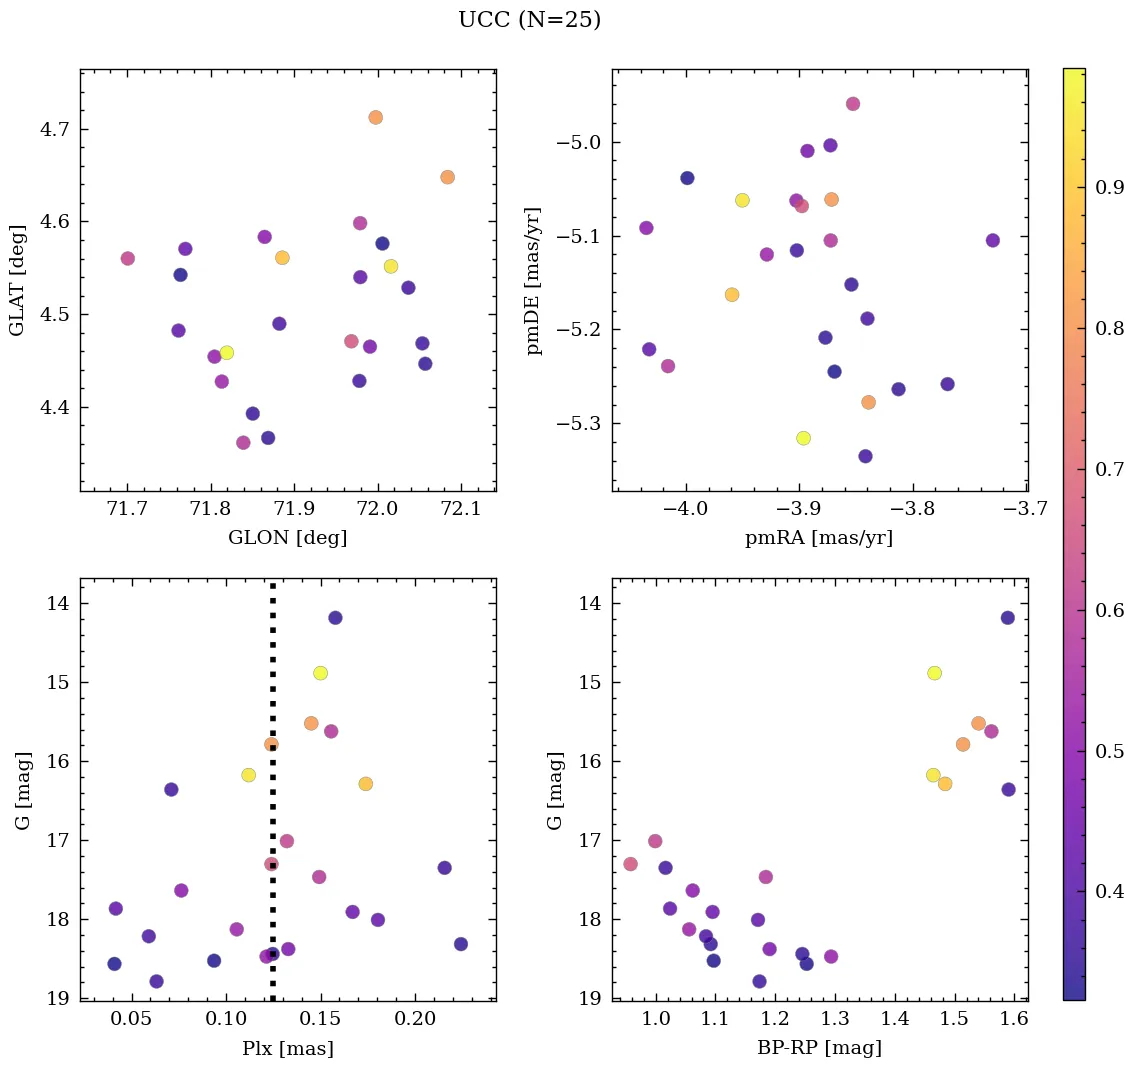 UCC (N=25)
4.7
4.6
4.5
4.4
GLAT [deg]
71.7 71.8 71.9 72.0 72.1
GLON [deg]
−5.0
−5.1
−5.2
−5.3
pmDE [mas/yr]
−4.0 −3.9 −3.8 −3.7
pmRA [mas/yr]
14
15
16
17
18
19
G [mag]
0.05 0.10 0.15 0.20
Plx [mas]
14
15
16
17
18
19
G [mag]
1.0 1.1 1.2 1.3 1.4 1.5 1.6
BP-RP [mag]
0.9
0.8
0.7
0.6
0.5
0.4